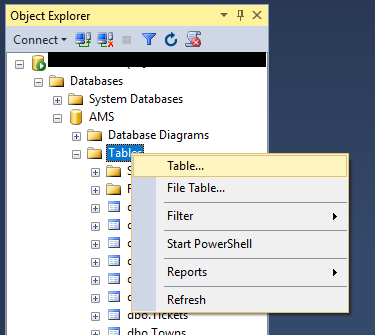 Object Explorer
Connect
Databases
System Databases
AMS
Database Diagrams
Tables
Table...
File Table...
Filter
Start PowerShell
Reports
Refresh
dbo.Tickets
dbo.Towns